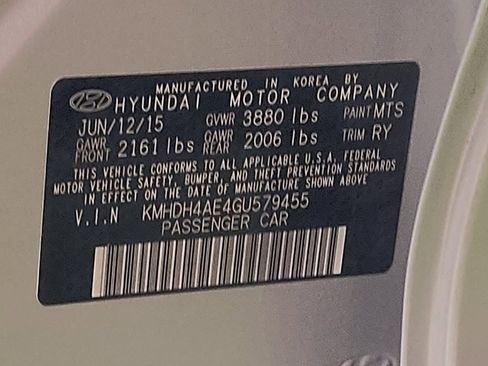 MANUFACTURED IN KOREA BY
HYUNDAI MOTOR COMPANY
JUN/12/15 GVWR 3880 lbs PAINT MTS
GAWR FRONT 2161 lbs GAWR REAR 2006 lbs TRIM RY
THIS VEHICLE CONFORMS TO ALL APPLICABLE U.S.A. FEDERAL
MOTOR VEHICLE SAFETY, BUMPER, AND THEFT PREVENTION STANDARDS
IN EFFECT ON THE DATE OF MANUFACTURE SHOWN ABOVE
V.I.N KMHDH4AE4GU579455
PASSENGER CAR